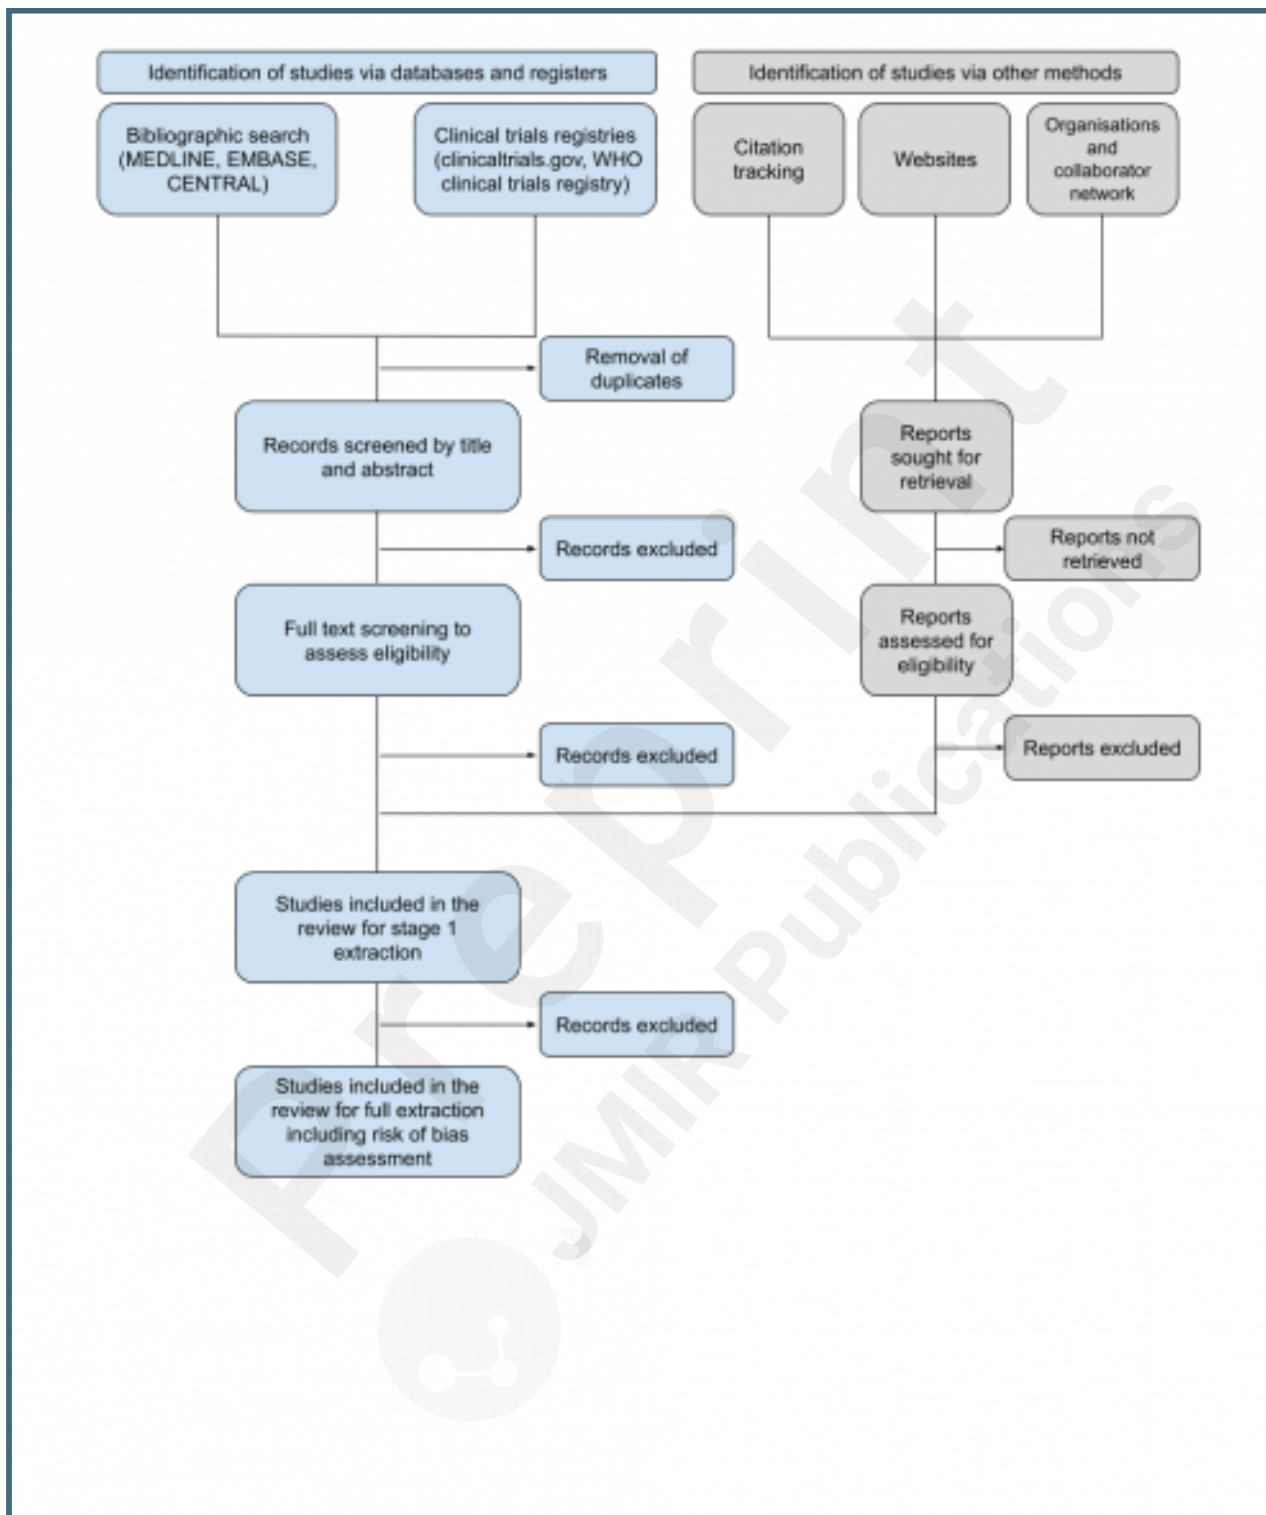 Identification of studies via databases and registers
Identification of studies via other methods
Bibliographic search
(MEDLINE, EMBASE,
CENTRAL)
Clinical trials registries
(clinicaltrials.gov, WHO
clinical trials registry)
Citation
tracking
Websites
Organisations
and
collaborator
network
Removal of
duplicates
Records screened by title
and abstract
Reports
sought for
retrieval
Records excluded
Reports not
retrieved
Full text screening to
assess eligibility
Reports
assessed for
eligibility
Records excluded
Reports excluded
Studies included in the
review for stage 1
extraction
Records excluded
Studies included in the
review for full extraction
including risk of bias
assessment
Preprint
JMIR Publications